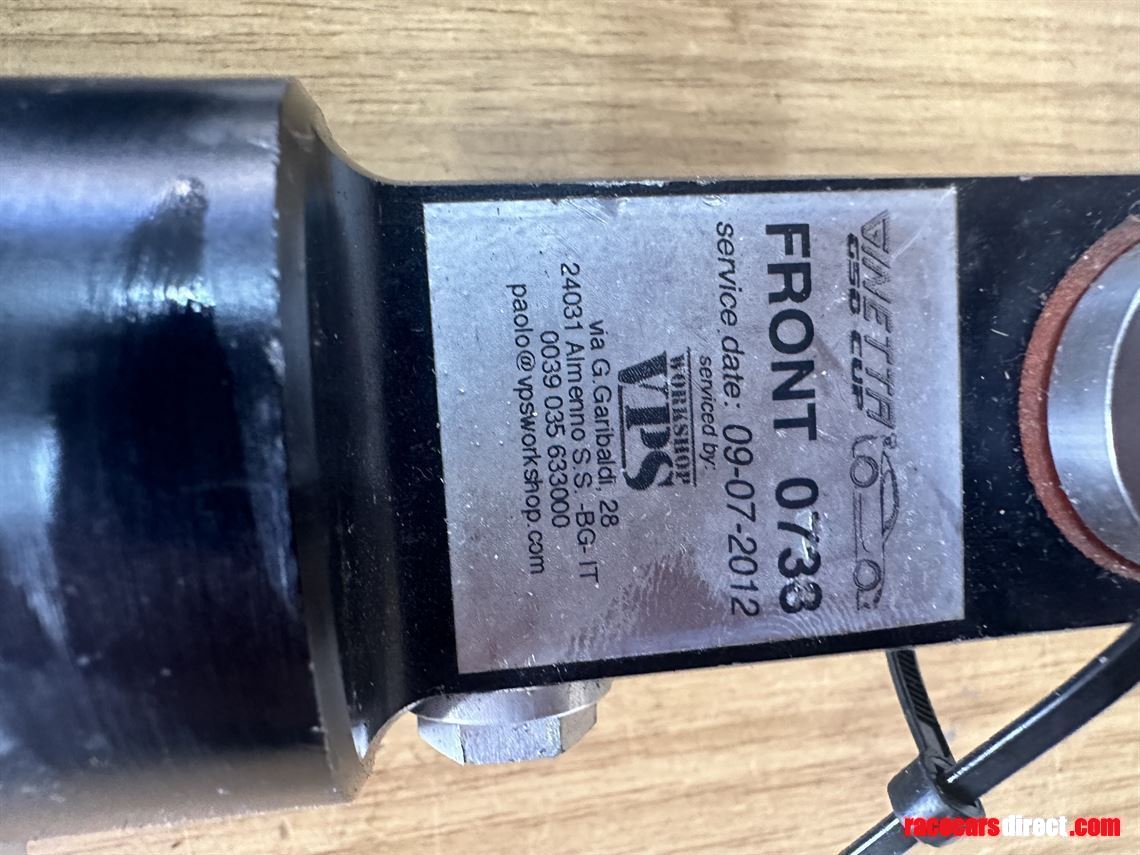 GINETTA
G50 CUP
FRONT 0733
service date: 09-07-2012
serviced by:
WORKSHOP
VPS
via G.Garibaldi, 28
24031 Almenno S.S. -BG- IT
0039 035 633000
paolo@vpsworkshop.com
racecarsdirect.com